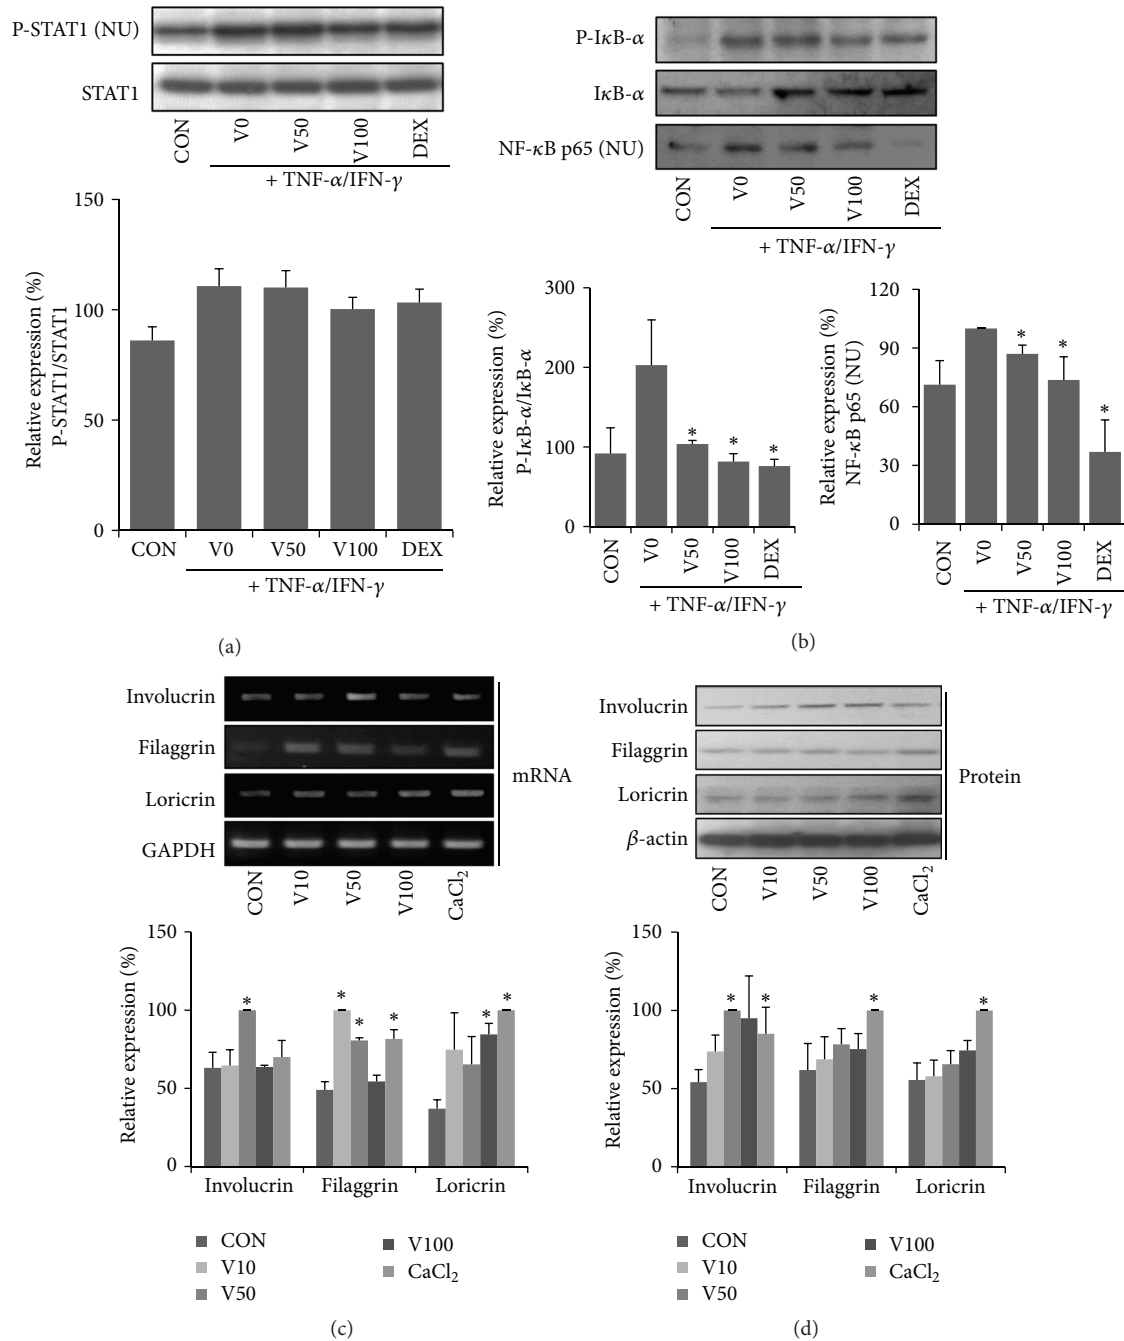 P-STAT1 (NU)
STAT1
CON
V0
V50
V100
DEX
+ TNF-α/IFN-γ
Relative expression (%)
P-STAT1/STAT1
150
100
50
0
CON
V0
V50
V100
DEX
+ TNF-α/IFN-γ
(a)
P-IκB-α
IκB-α
NF-κB p65 (NU)
CON
V0
V50
V100
DEX
+ TNF-α/IFN-γ
Relative expression (%)
P-IκB-α/IκB-α
300
200
100
0
*
*
*
CON
V0
V50
V100
DEX
+ TNF-α/IFN-γ
Relative expression (%)
NF-κB p65 (NU)
120
90
60
30
0
*
*
*
CON
V0
V50
V100
DEX
+ TNF-α/IFN-γ
(b)
Involucrin
Filaggrin
Loricrin
GAPDH
mRNA
CON
V10
V50
V100
CaCl₂
Relative expression (%)
150
100
50
0
*
*
*
*
*
*
Involucrin
Filaggrin
Loricrin
CON
V10
V50
V100
CaCl₂
(c)
Involucrin
Filaggrin
Loricrin
β-actin
Protein
CON
V10
V50
V100
CaCl₂
Relative expression (%)
150
100
50
0
*
*
*
*
Involucrin
Filaggrin
Loricrin
CON
V10
V50
V100
CaCl₂
(d)